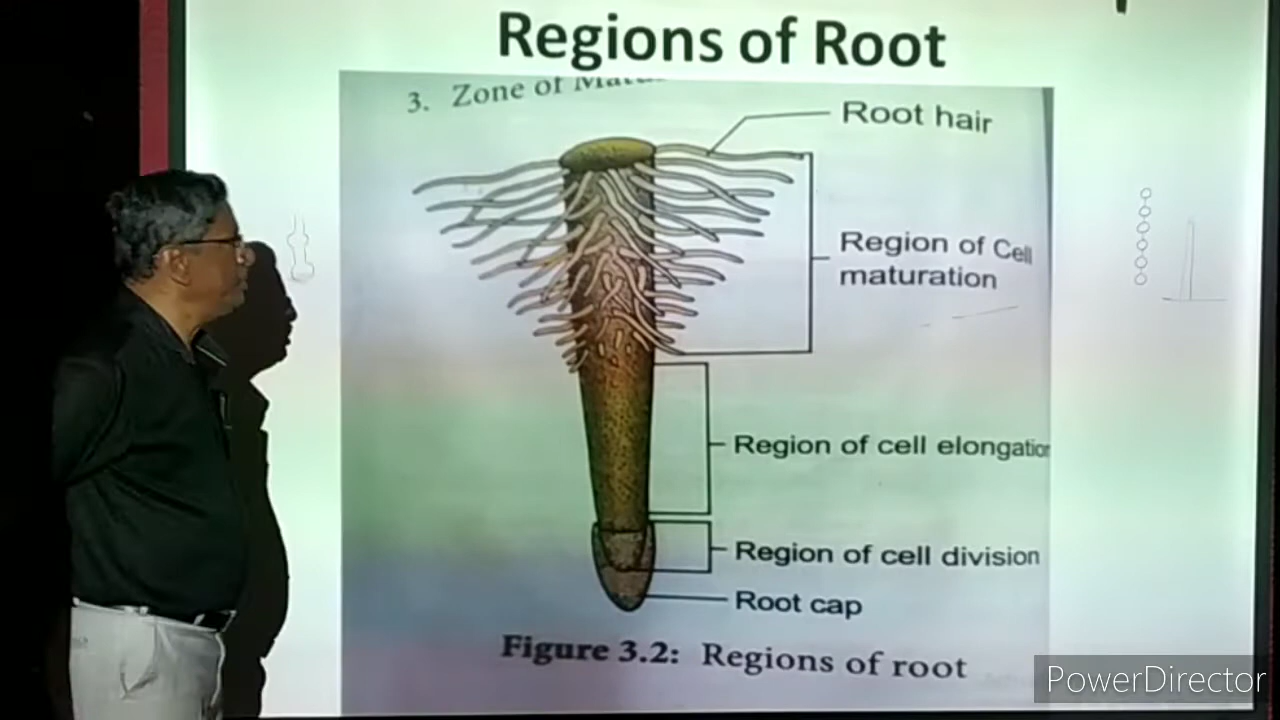 Regions of Root
3. Zone of
Root hair
Region of Cell
maturation
Region of cell elongation
Region of cell division
Root cap
Figure 3.2: Regions of root
PowerDirector